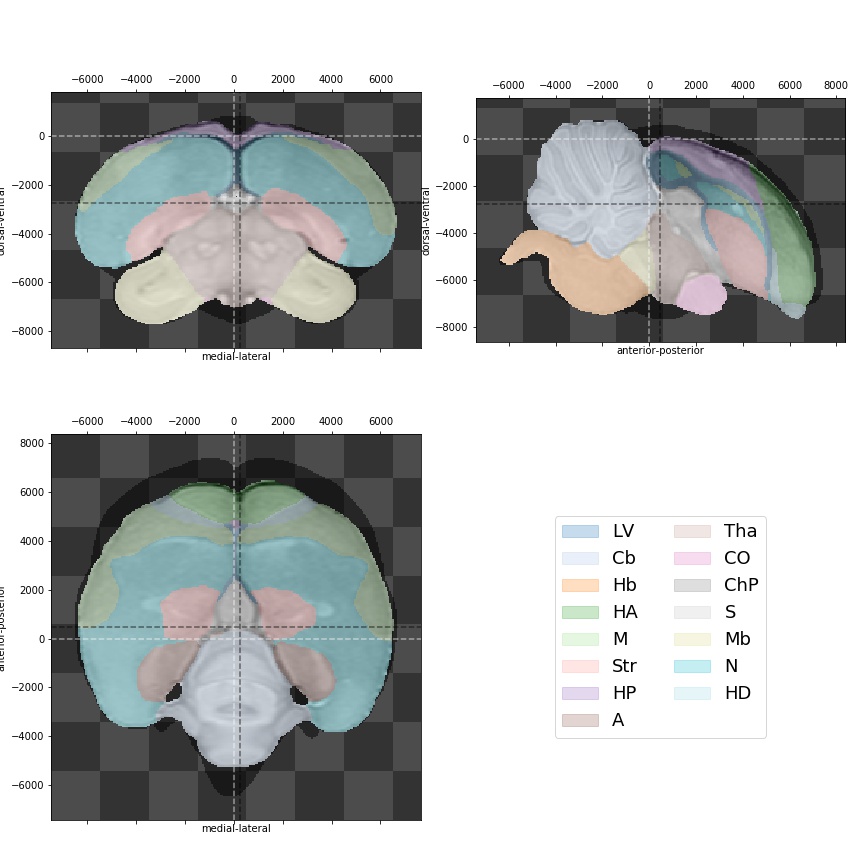 −6000 −4000 −2000 0 2000 4000 6000
0
−2000
−4000
−6000
−8000
dorsal-ventral
medial-lateral
−6000 −4000 −2000 0 2000 4000 6000 8000
0
−2000
−4000
−6000
−8000
dorsal-ventral
anterior-posterior
−6000 −4000 −2000 0 2000 4000 6000
8000
6000
4000
2000
0
−2000
−4000
−6000
anterior-posterior
medial-lateral
LV
Cb
Hb
HA
M
Str
HP
A
Tha
CO
ChP
S
Mb
N
HD